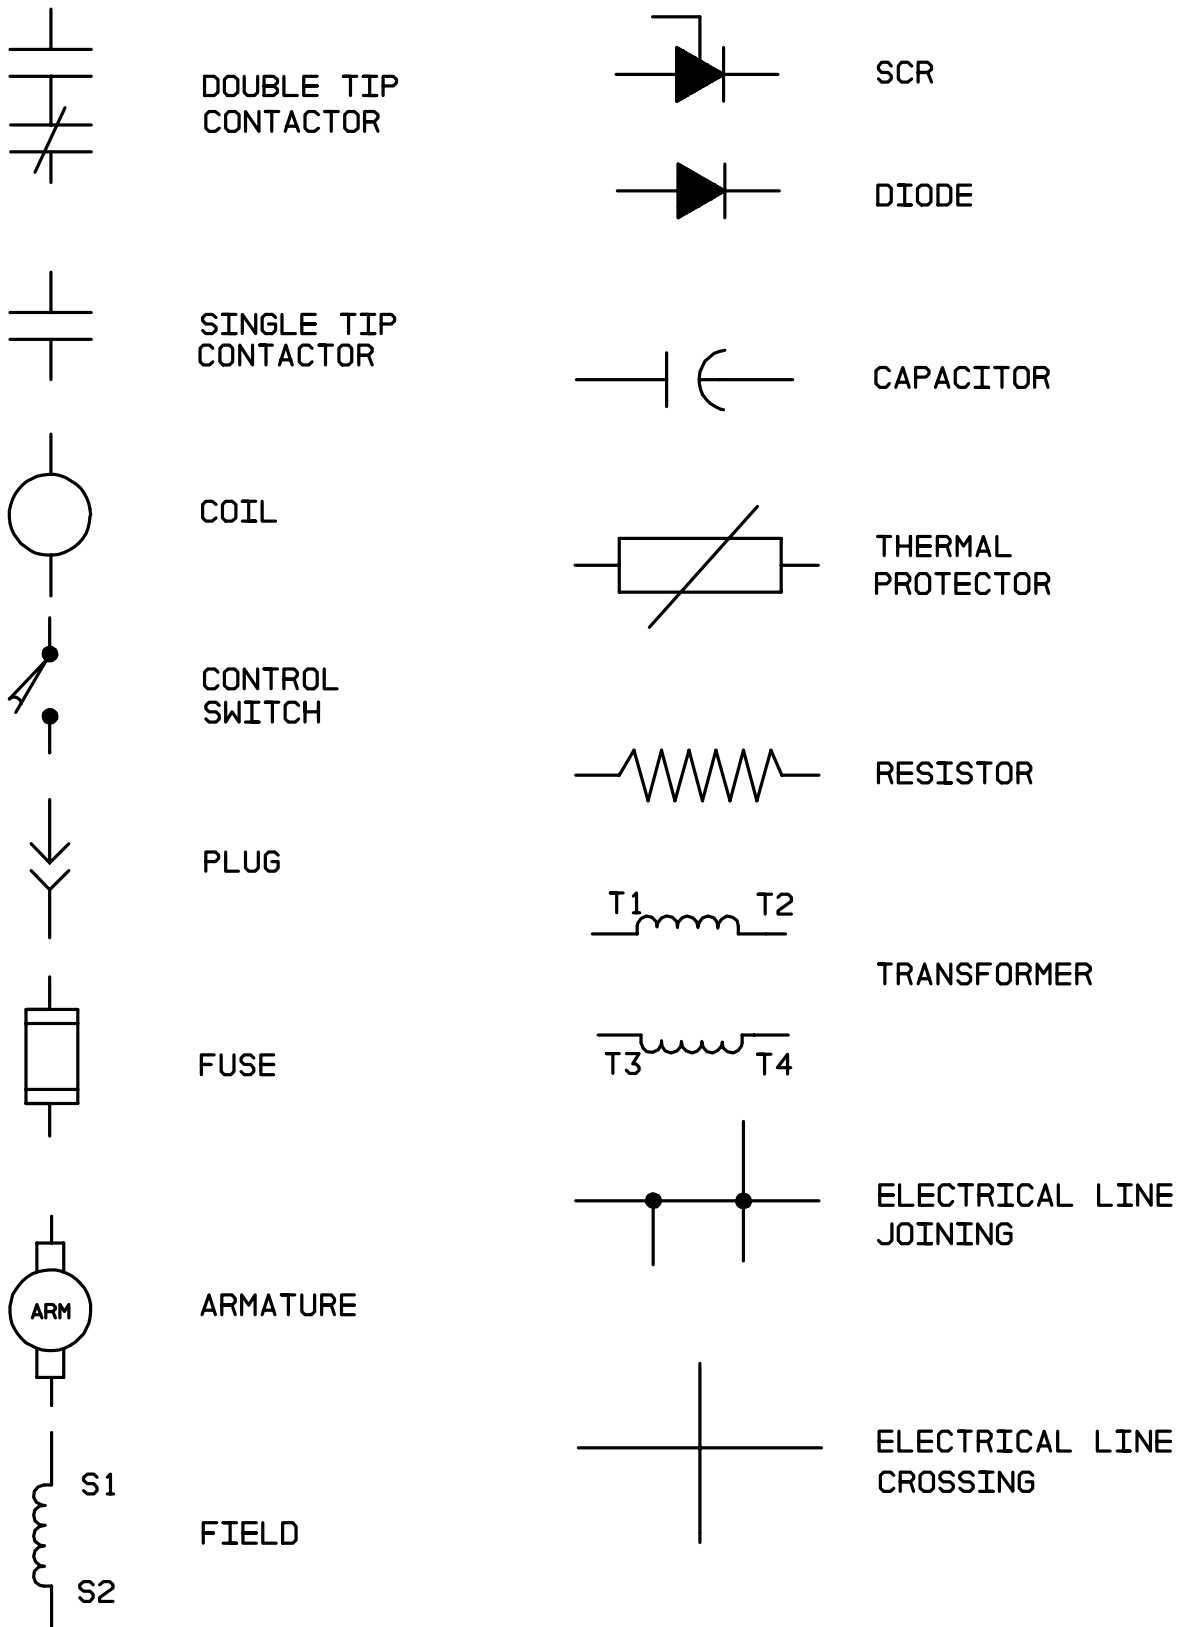 DOUBLE TIP
CONTACTOR
SINGLE TIP
CONTACTOR
COIL
CONTROL
SWITCH
PLUG
FUSE
ARM
ARMATURE
S1
FIELD
S2
SCR
DIODE
CAPACITOR
THERMAL
PROTECTOR
RESISTOR
T1 T2
TRANSFORMER
T3 T4
ELECTRICAL LINE
JOINING
ELECTRICAL LINE
CROSSING